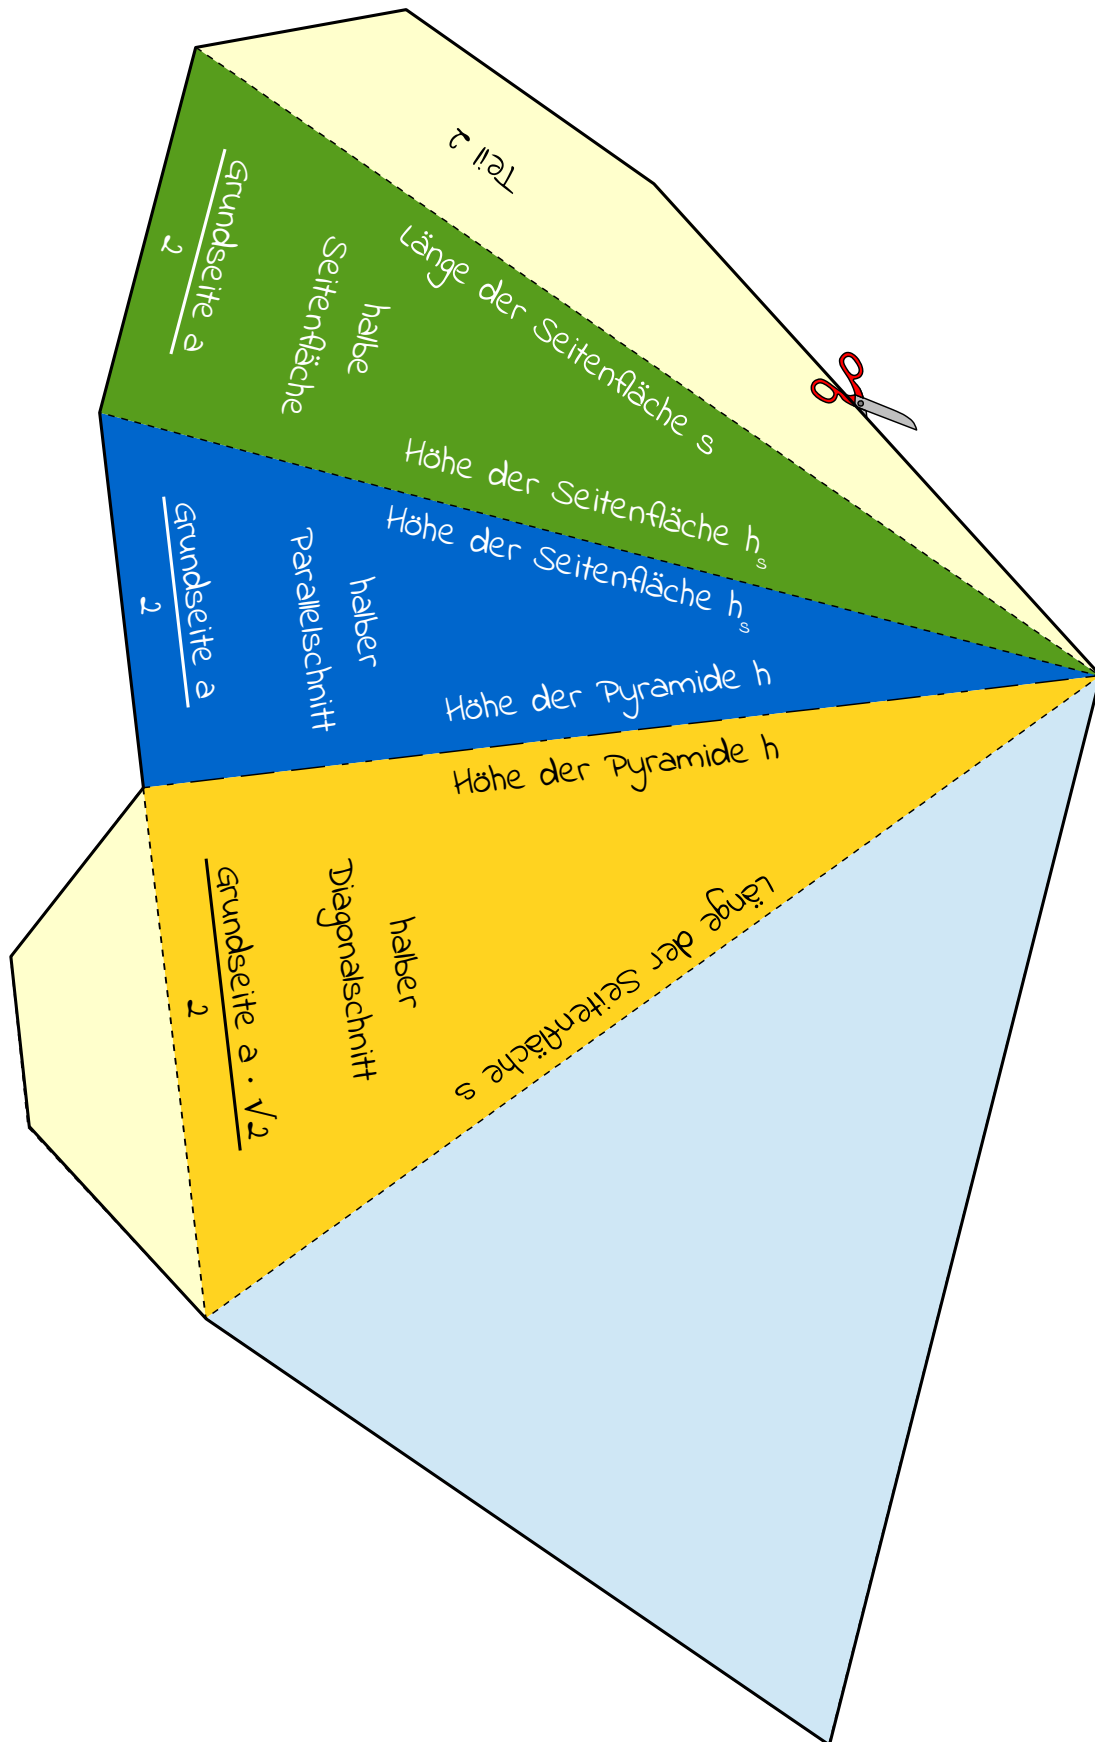 Teil 2
Länge der Seitenfläche s
halbe
Seitenfläche
Grundseite a
2
Höhe der Seitenfläche hs
Höhe der Seitenfläche hs
halber
Parallelschnitt
Grundseite a
2
Höhe der Pyramide h
Höhe der Pyramide h
halber
Diagonalschnitt
Grundseite a · √2
2
Länge der Seitenfläche s